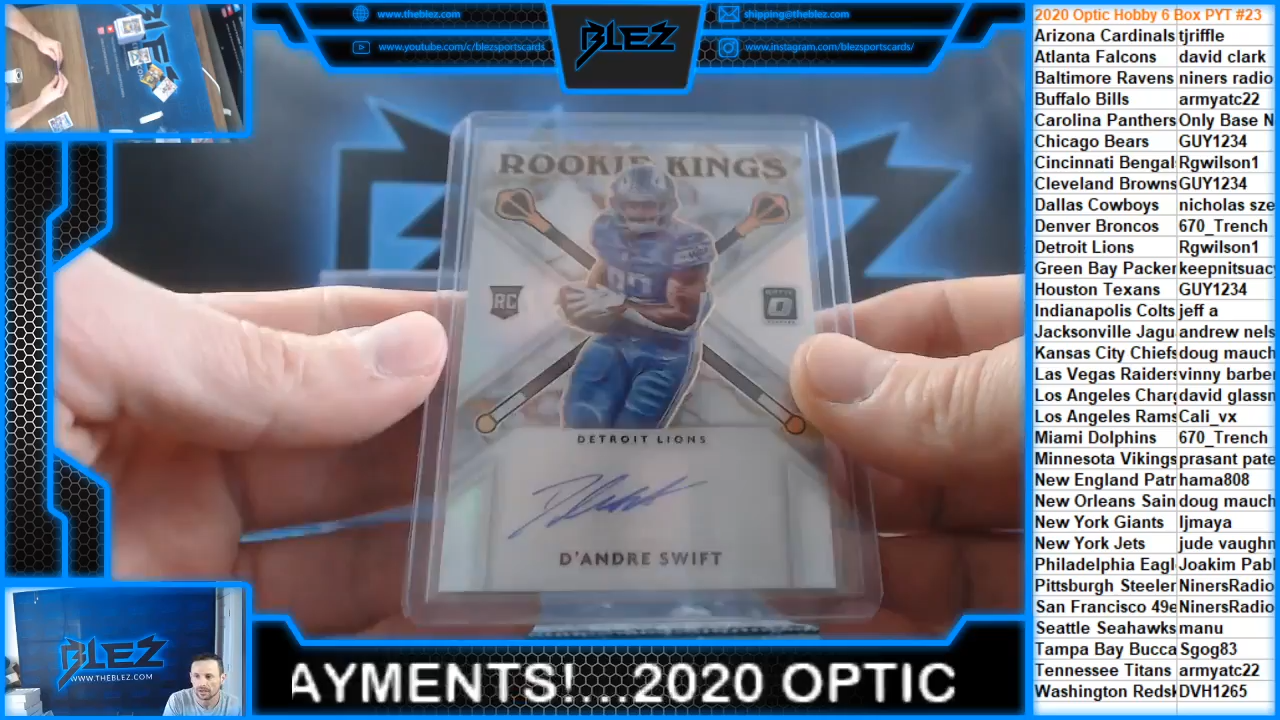 www.theblez.com
shipping@theblez.com
www.youtube.com/c/blezsportscards
www.instagram.com/blezsportscards/
BLEZ
ROOKIE KINGS
RC
OPTIC
DETROIT LIONS
D'ANDRE SWIFT
BLEZ
WWW.THEBLEZ.COM
AYMENTS!...2020 OPTIC
2020 Optic Hobby 6 Box PYT #23
Arizona Cardinals tjriffle
Atlanta Falcons david clark
Baltimore Ravens niners radio
Buffalo Bills armyatc22
Carolina Panthers Only Base N
Chicago Bears GUY1234
Cincinnati Bengal Rgwilson1
Cleveland Browns GUY1234
Dallas Cowboys nicholas sze
Denver Broncos 670_Trench
Detroit Lions Rgwilson1
Green Bay Packer keepnitsuac
Houston Texans GUY1234
Indianapolis Colts jeff a
Jacksonville Jagu andrew nels
Kansas City Chiefs doug mauch
Las Vegas Raiders vinny barber
Los Angeles Charg david glassn
Los Angeles Rams Cali_vx
Miami Dolphins 670_Trench
Minnesota Vikings prasant pate
New England Patr hama808
New Orleans Sain doug mauch
New York Giants ljmaya
New York Jets jude vaughn
Philadelphia Eagl Joakim Pabl
Pittsburgh Steeler NinersRadio
San Francisco 49e NinersRadio
Seattle Seahawks manu
Tampa Bay Bucca Sgog83
Tennessee Titans armyatc22
Washington Redsk DVH1265